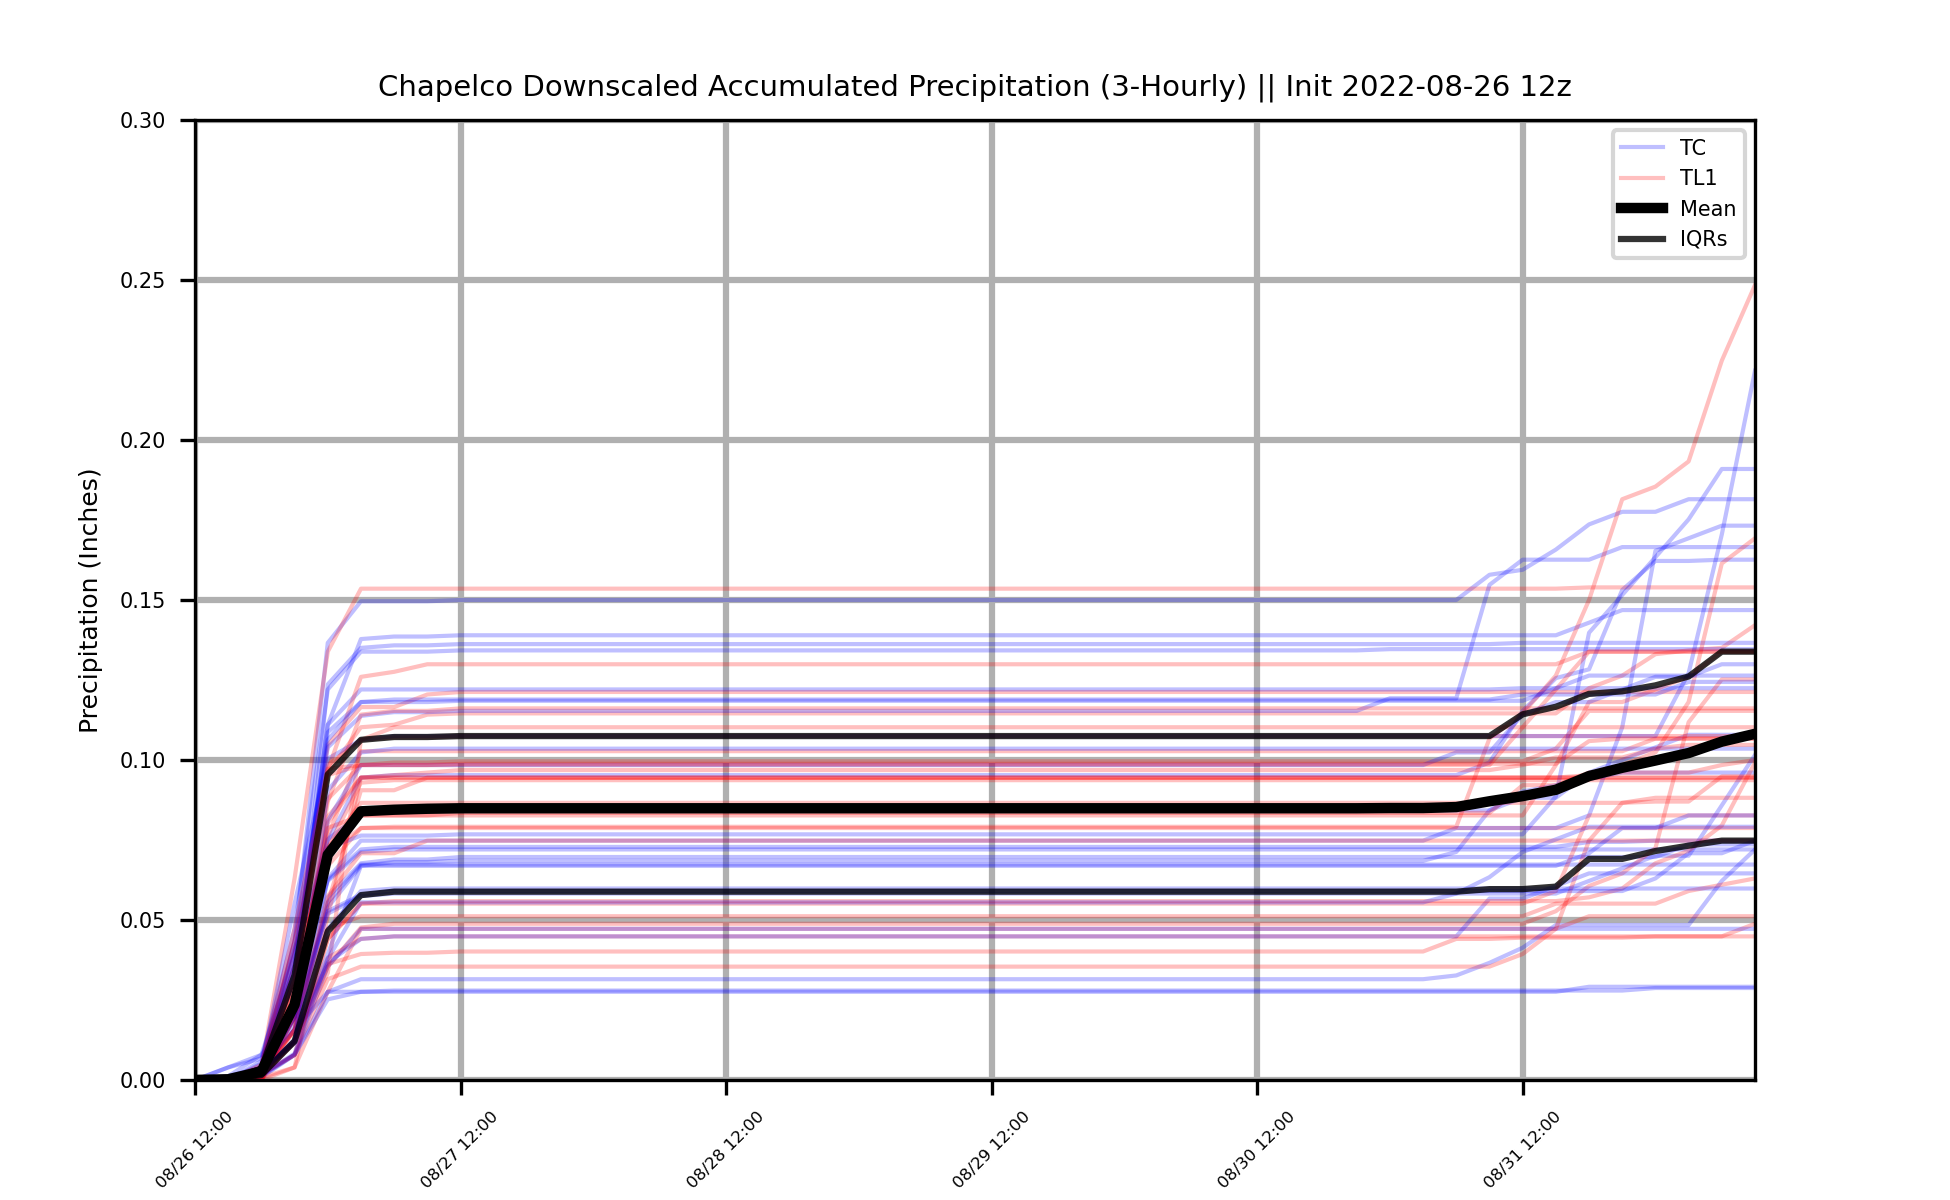 Chapelco Downscaled Accumulated Precipitation (3-Hourly) || Init 2022-08-26 12z
TC
TL1
Mean
IQRs
Precipitation (Inches)
0.30
0.25
0.20
0.15
0.10
0.05
0.00
08/26 12:00
08/27 12:00
08/28 12:00
08/29 12:00
08/30 12:00
08/31 12:00